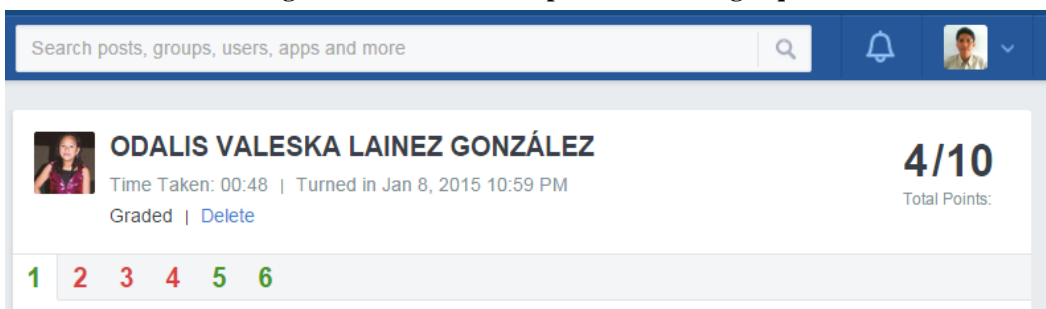 Search posts, groups, users, apps and more
ODALIS VALESKA LAINEZ GONZÁLEZ
4/10
Time Taken: 00:48 | Turned in Jan 8, 2015 10:59 PM
Total Points:
Graded | Delete
1 2 3 4 5 6